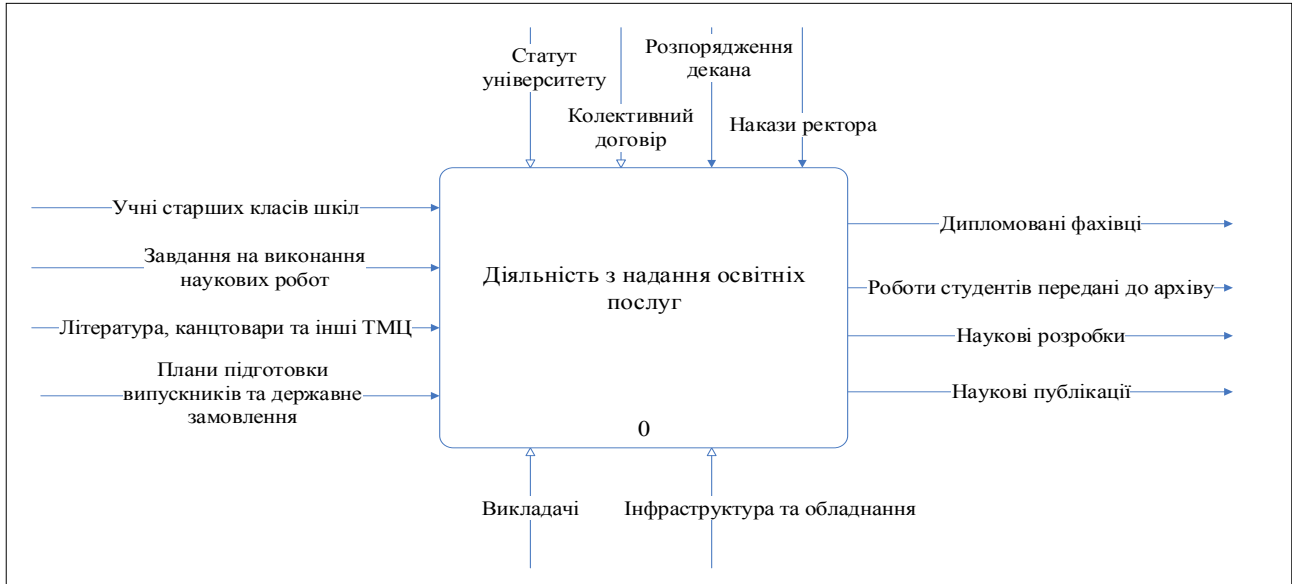 Статут
університету
Колективний
договір
Розпорядження
декана
Накази ректора
Учні старших класів шкіл
Завдання на виконання
наукових робот
Література, канцтовари та інші ТМЦ
Плани підготовки
випускників та державне
замовлення
Діяльність з надання освітніх
послуг
0
Дипломовані фахівці
Роботи студентів передані до архіву
Наукові розробки
Наукові публікації
Викладачі
Інфраструктура та обладнання